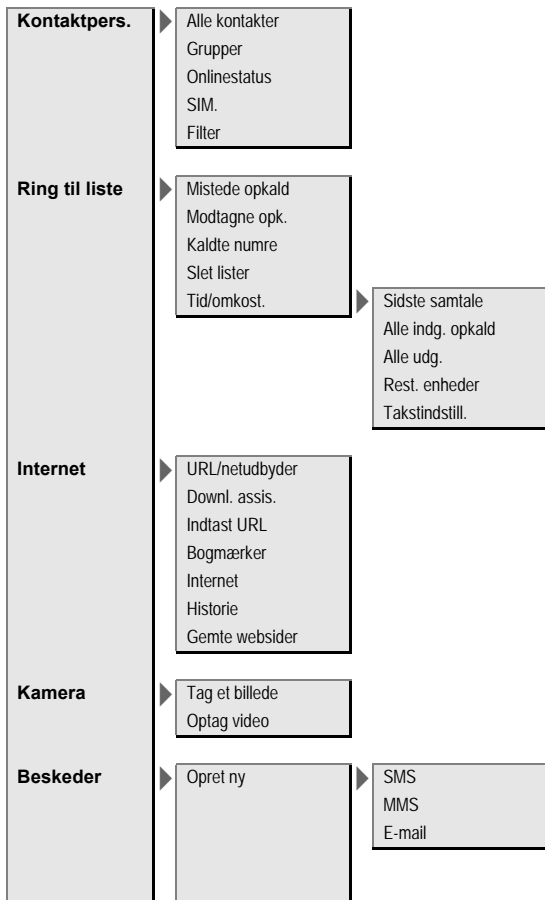 Kontaktpers.
Alle kontakter
Grupper
Onlinestatus
SIM.
Filter
Ring til liste
Mistede opkald
Modtagne opk.
Kaldte numre
Slet lister
Tid/omkost.
Sidste samtale
Alle indg. opkald
Alle udg.
Rest. enheder
Takstindstill.
Internet
URL/netudbyder
Downl. assis.
Indtast URL
Bogmærker
Internet
Historie
Gemte websider
Kamera
Tag et billede
Optag video
Beskeder
Opret ny
SMS
MMS
E-mail